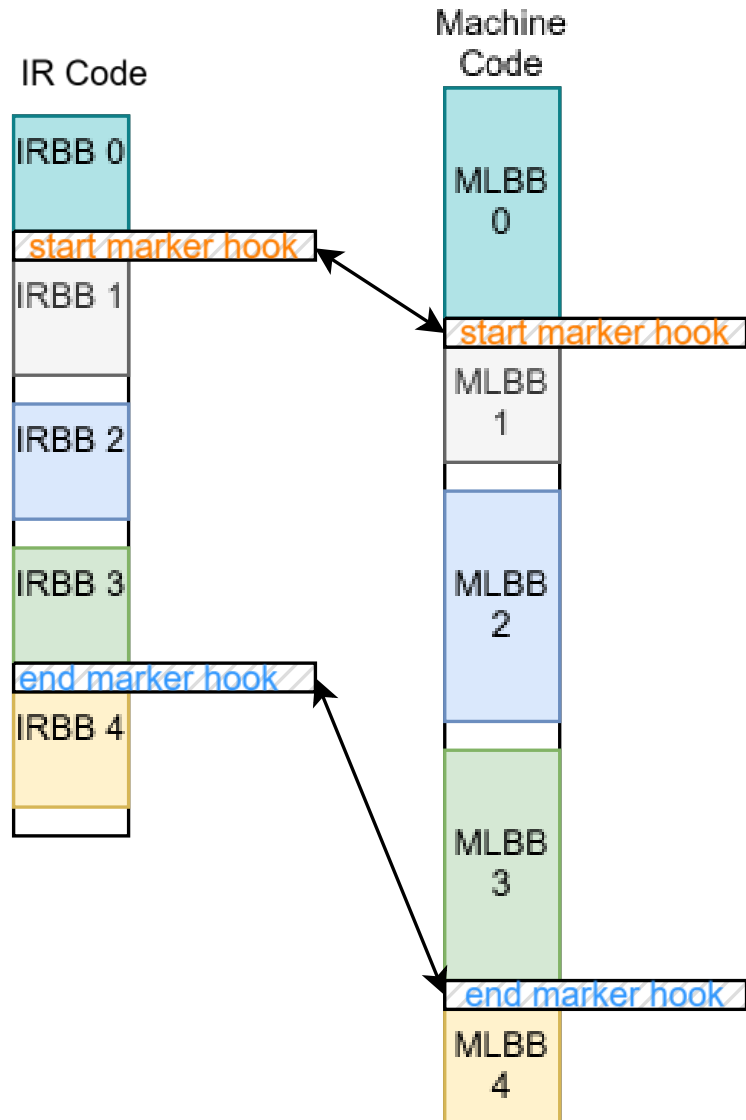 IR Code
IRBB 0
start marker hook
IRBB 1
IRBB 2
IRBB 3
end marker hook
IRBB 4
Machine
Code
MLBB
0
start marker hook
MLBB
1
MLBB
2
MLBB
3
end marker hook
MLBB
4